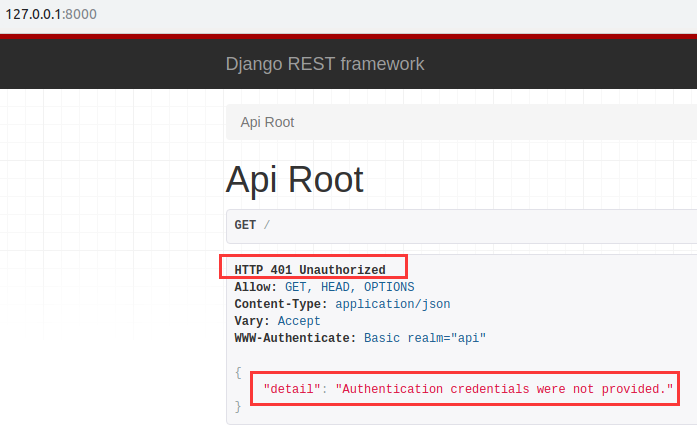 127.0.0.1:8000
Django REST framework
Api Root
Api Root
GET /
HTTP 401 Unauthorized
Allow: GET, HEAD, OPTIONS
Content-Type: application/json
Vary: Accept
WWW-Authenticate: Basic realm="api"
{
"detail": "Authentication credentials were not provided."
}